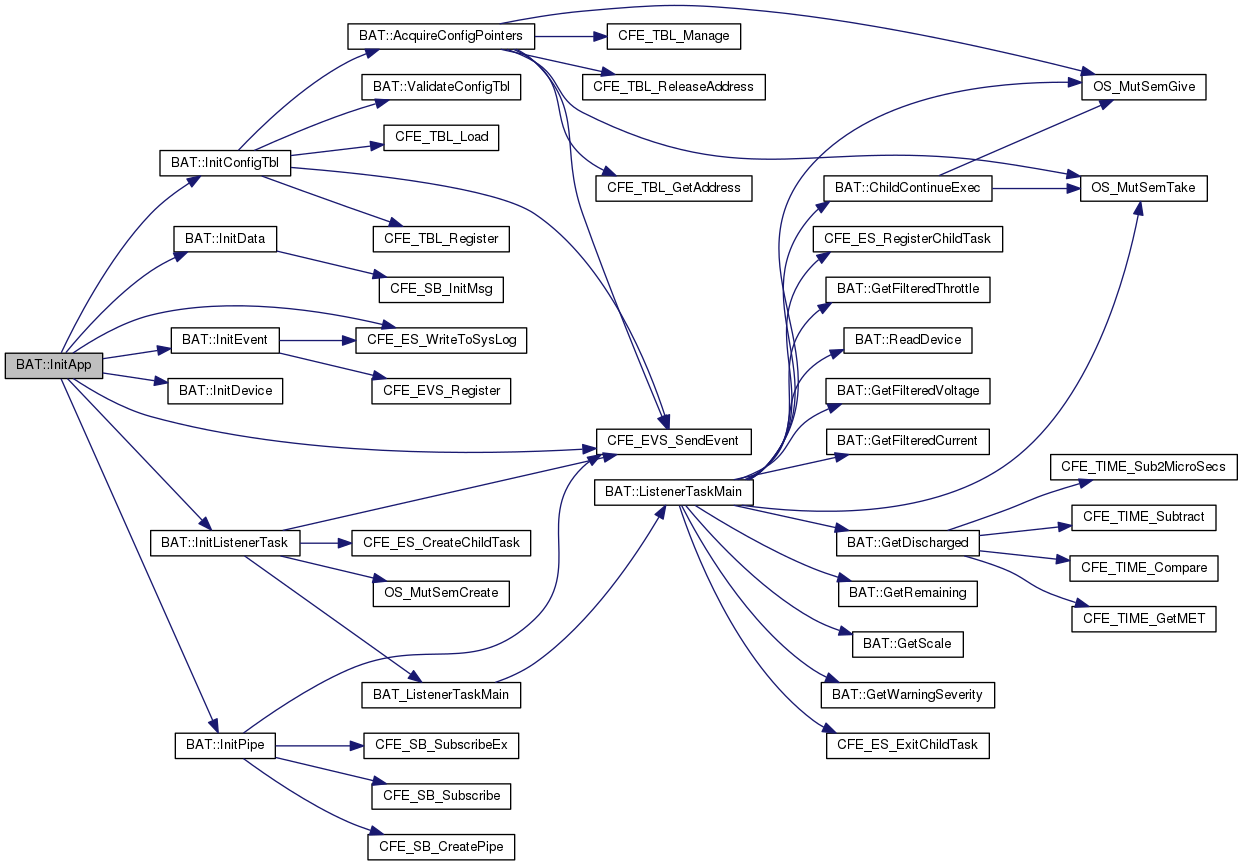 BAT::InitApp
BAT::InitConfigTbl
BAT::InitData
BAT::InitEvent
BAT::InitDevice
BAT::InitListenerTask
BAT::InitPipe
BAT::AcquireConfigPointers
BAT::ValidateConfigTbl
CFE_TBL_Load
CFE_TBL_Register
CFE_SB_InitMsg
CFE_ES_WriteToSysLog
CFE_EVS_Register
CFE_ES_CreateChildTask
OS_MutSemCreate
BAT_ListenerTaskMain
CFE_SB_SubscribeEx
CFE_SB_Subscribe
CFE_SB_CreatePipe
CFE_TBL_Manage
CFE_TBL_ReleaseAddress
CFE_TBL_GetAddress
CFE_EVS_SendEvent
BAT::ListenerTaskMain
BAT::ChildContinueExec
CFE_ES_RegisterChildTask
BAT::GetFilteredThrottle
BAT::ReadDevice
BAT::GetFilteredVoltage
BAT::GetFilteredCurrent
BAT::GetDischarged
BAT::GetRemaining
BAT::GetScale
BAT::GetWarningSeverity
CFE_ES_ExitChildTask
OS_MutSemGive
OS_MutSemTake
CFE_TIME_Sub2MicroSecs
CFE_TIME_Subtract
CFE_TIME_Compare
CFE_TIME_GetMET